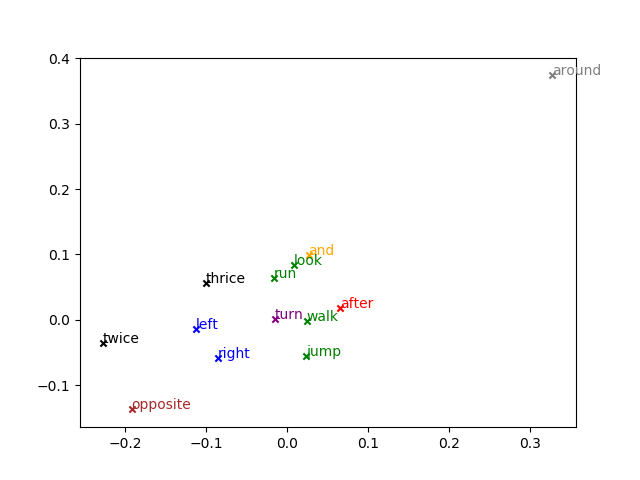 0.4
around
0.3
0.2
0.1
and
look
run
thrice
after
0.0
turn
walk
left
twice
right
jump
−0.1
opposite
−0.2
−0.1
0.0
0.1
0.2
0.3